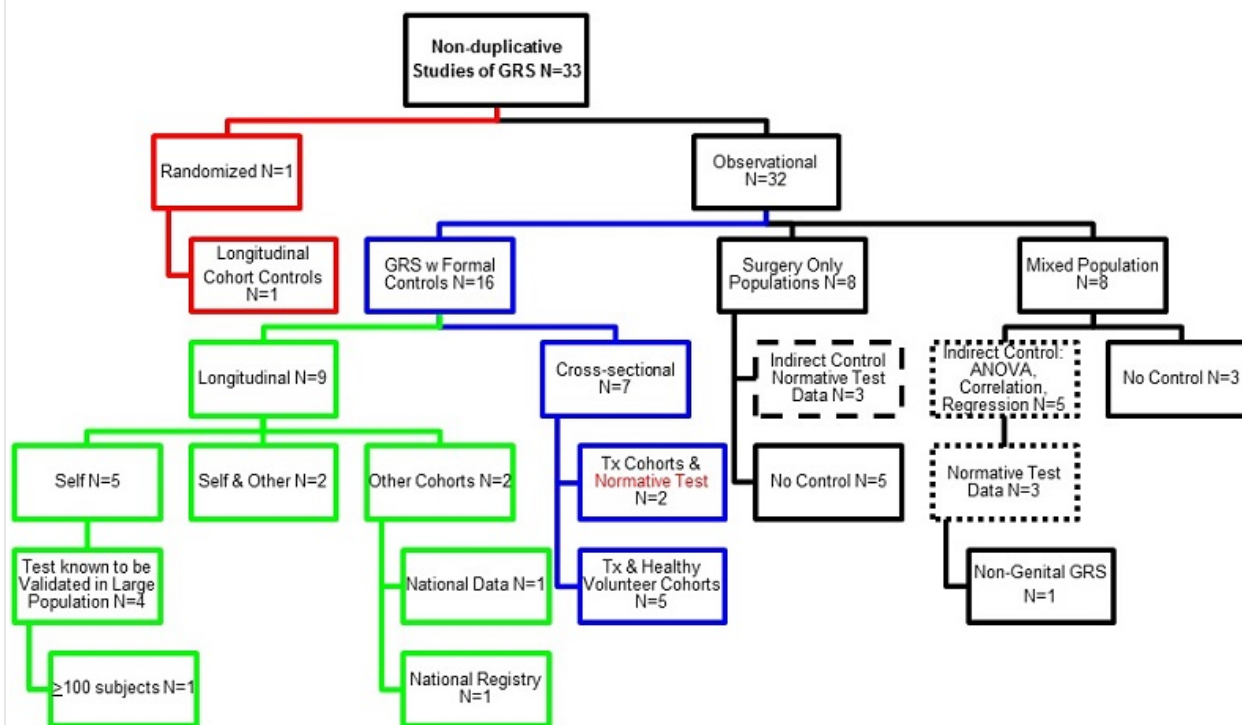 Non-duplicative
Studies of GRS N=33
Randomized N=1
Observational
N=32
Longitudinal
Cohort Controls
N=1
GRS w Formal
Controls N=16
Surgery Only
Populations N=8
Mixed Population
N=8
Longitudinal N=9
Cross-sectional
N=7
Indirect Control
Normative Test
Data N=3
Indirect Control:
ANOVA,
Correlation,
Regression N=5
No Control N=3
Self N=5
Self & Other N=2
Other Cohorts N=2
Tx Cohorts &
Normative Test
N=2
No Control N=5
Normative Test
Data N=3
Test known to be
Validated in Large
Population N=4
National Data N=1
Tx & Healthy
Volunteer Cohorts
N=5
Non-Genital GRS
N=1
≥100 subjects N=1
National Registry
N=1